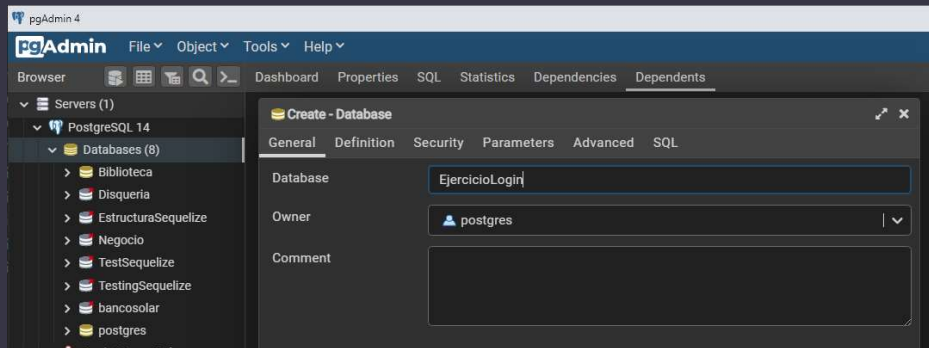 pgAdmin 4
pgAdmin File Object Tools Help
Browser Dashboard Properties SQL Statistics Dependencies Dependents
Servers (1)
PostgreSQL 14
Databases (8)
Biblioteca
Disqueria
EstructuraSequelize
Negocio
TestSequelize
TestingSequelize
bancosolar
postgres
Create - Database
General Definition Security Parameters Advanced SQL
Database EjercicioLogin
Owner postgres
Comment